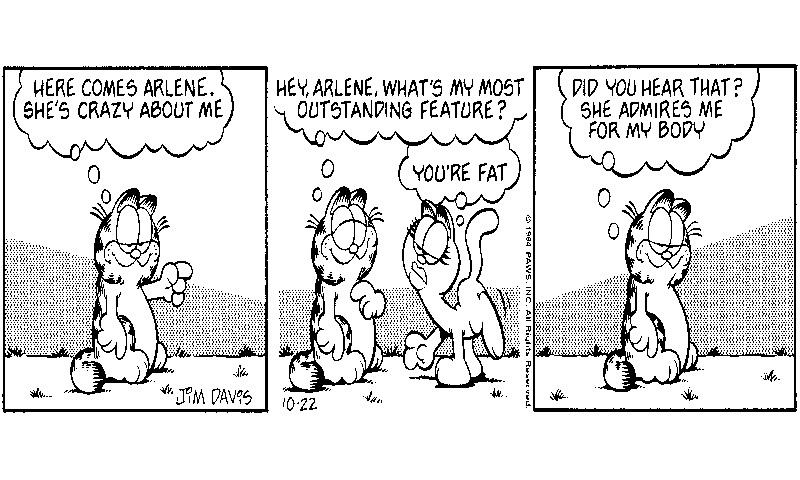 HERE COMES ARLENE.
SHE'S CRAZY ABOUT ME
JIM DAVIS
HEY, ARLENE, WHAT'S MY MOST
OUTSTANDING FEATURE?
YOU'RE FAT
10-22
© 1984 PAWS, INC. All Rights Reserved.
DID YOU HEAR THAT?
SHE ADMIRES ME
FOR MY BODY